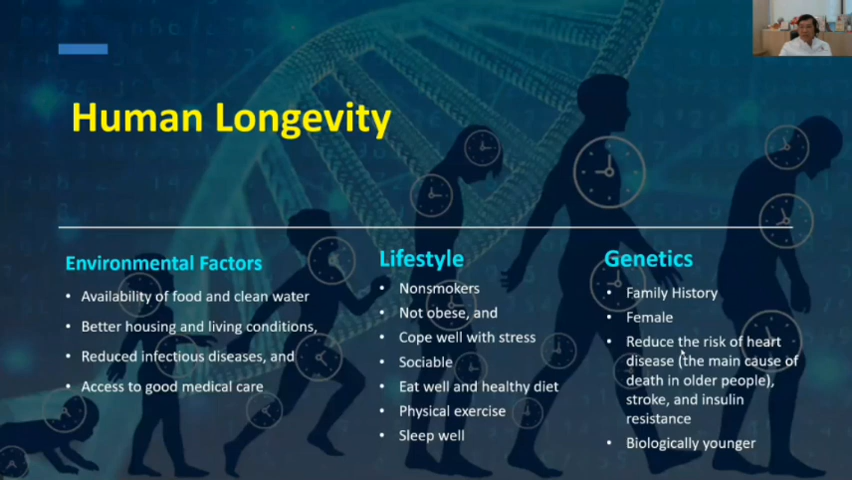 Human Longevity
Environmental Factors
• Availability of food and clean water
• Better housing and living conditions,
• Reduced infectious diseases, and
• Access to good medical care
Lifestyle
• Nonsmokers
• Not obese, and
• Cope well with stress
• Sociable
• Eat well and healthy diet
• Physical exercise
• Sleep well
Genetics
• Family History
• Female
• Reduce the risk of heart
disease (the main cause of
death in older people),
stroke, and insulin
resistance
• Biologically younger